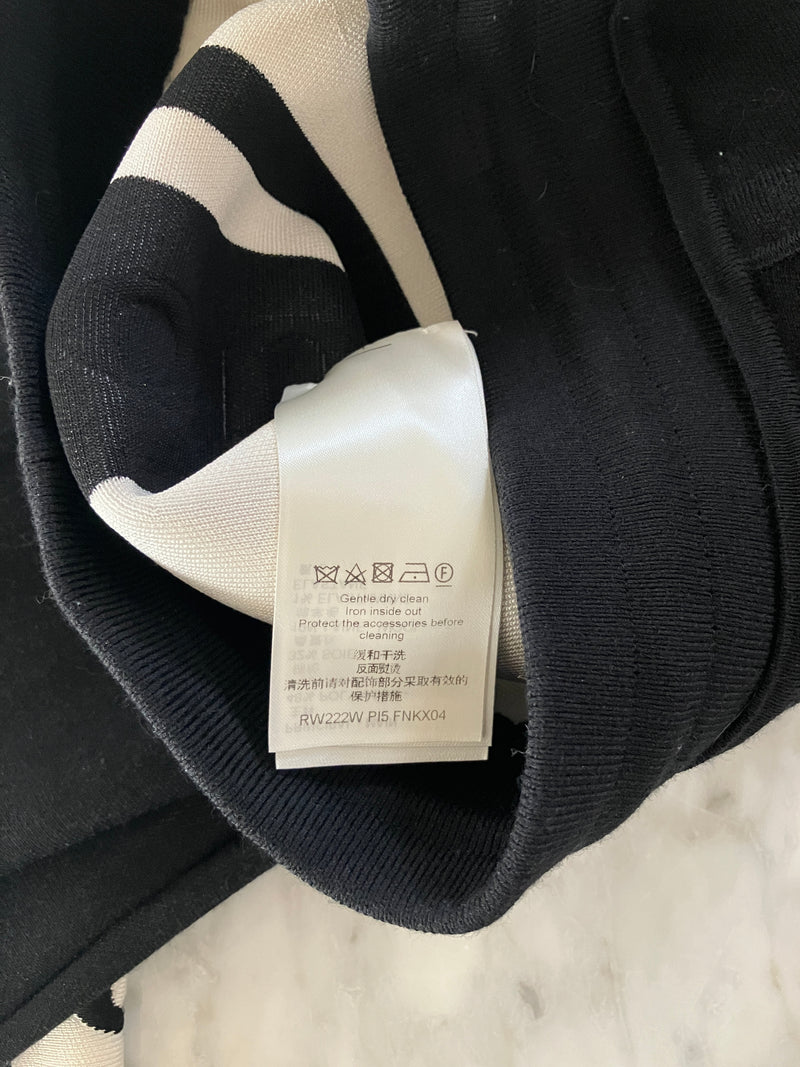 F
Gentle dry clean
Iron inside out
Protect the accessories before
cleaning
缓和干洗
反面熨烫
清洗前请对配饰部分采取有效的
保护措施
RW222W PI5 FNKX04